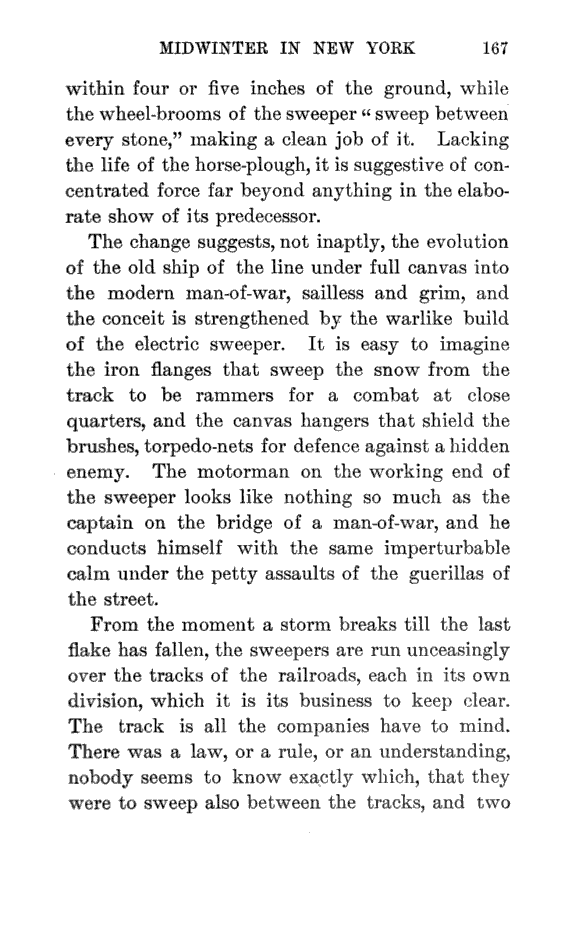 MIDWINTER IN NEW YORK 167
within four or five inches of the ground, while
the wheel-brooms of the sweeper “ sweep between
every stone,” making a clean job of it. Lacking
the life of the horse-plough, it is suggestive of con-
centrated force far beyond anything in the elabo-
rate show of its predecessor.
The change suggests, not inaptly, the evolution
of the old ship of the line under full canvas into
the modern man-of-war, sailless and grim, and
the conceit is strengthened by the warlike build
of the electric sweeper. It is easy to imagine
the iron flanges that sweep the snow from the
track to be rammers for a combat at close
quarters, and the canvas hangers that shield the
brushes, torpedo-nets for defence against a hidden
enemy. The motorman on the working end of
the sweeper looks like nothing so much as the
captain on the bridge of a man-of-war, and he
conducts himself with the same imperturbable
calm under the petty assaults of the guerillas of
the street.
From the moment a storm breaks till the last
flake has fallen, the sweepers are run unceasingly
over the tracks of the railroads, each in its own
division, which it is its business to keep clear.
The track is all the companies have to mind.
There was a law, or a rule, or an understanding,
nobody seems to know exactly which, that they
were to sweep also between the tracks, and two